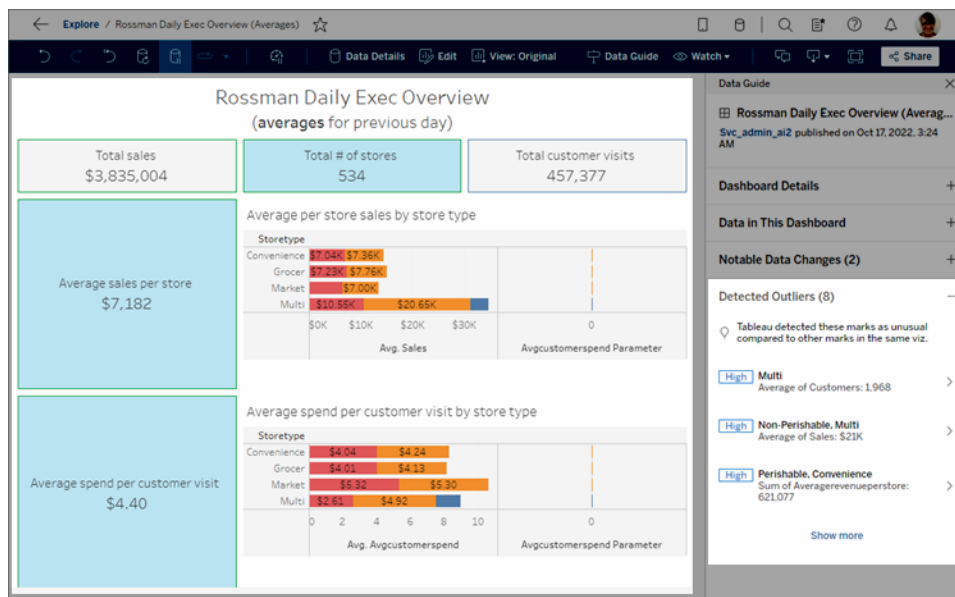 Explore / Rossman Daily Exec Overview (Averages)
Data Details Edit View: Original Data Guide Watch Share
Rossman Daily Exec Overview
(averages for previous day)
Total sales
$3,835,004
Total # of stores
534
Total customer visits
457,377
Average sales per store
$7,182
Average per store sales by store type
Storetype
Convenience $7.04K $7.36K
Grocer $7.23K $7.76K
Market $7.00K
Multi $10.55K $20.65K
$0K $10K $20K $30K 0
Avg. Sales Avgcustomerspend Parameter
Average spend per customer visit
$4.40
Average spend per customer visit by store type
Storetype
Convenience $4.04 $4.24
Grocer $4.01 $4.13
Market $5.32 $5.30
Multi $2.61 $4.92
0 2 4 6 8 10 0
Avg. Avgcustomerspend Avgcustomerspend Parameter
Data Guide
Rossman Daily Exec Overview (Averag...
Svc_admin_ai2 published on Oct 17, 2022, 3:24
AM
Dashboard Details
Data in This Dashboard
Notable Data Changes (2)
Detected Outliers (8)
Tableau detected these marks as unusual
compared to other marks in the same viz.
High Multi
Average of Customers: 1,968
High Non-Perishable, Multi
Average of Sales: $21K
High Perishable, Convenience
Sum of Averagerevenueperstore:
621,077
Show more